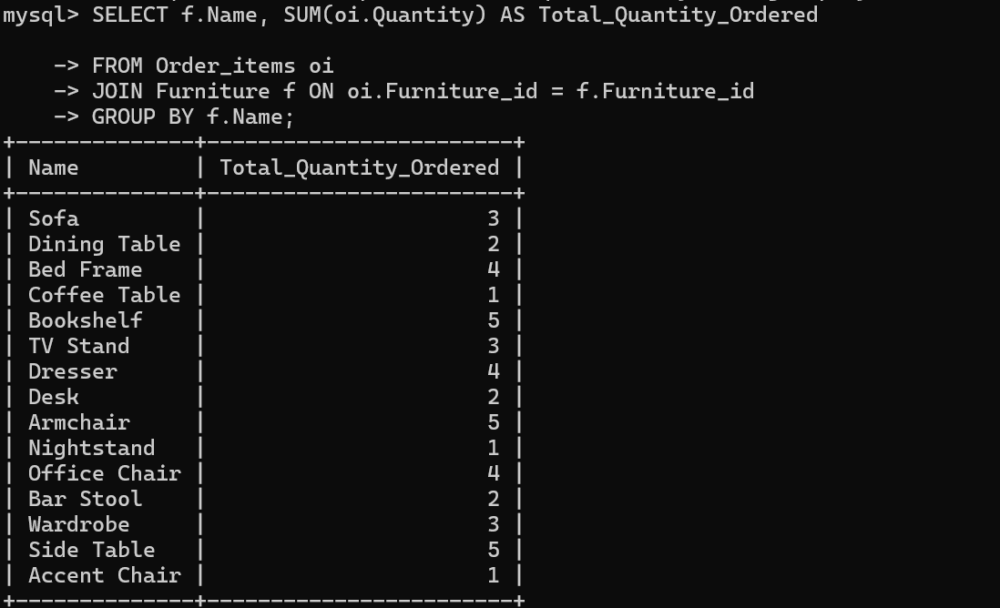 mysql> SELECT f.Name, SUM(oi.Quantity) AS Total_Quantity_Ordered
    -> FROM Order_items oi
    -> JOIN Furniture f ON oi.Furniture_id = f.Furniture_id
    -> GROUP BY f.Name;
+--------------+------------------------+
| Name         | Total_Quantity_Ordered |
+--------------+------------------------+
| Sofa         |                      3 |
| Dining Table |                      2 |
| Bed Frame    |                      4 |
| Coffee Table |                      1 |
| Bookshelf    |                      5 |
| TV Stand     |                      3 |
| Dresser      |                      4 |
| Desk         |                      2 |
| Armchair     |                      5 |
| Nightstand   |                      1 |
| Office Chair |                      4 |
| Bar Stool    |                      2 |
| Wardrobe     |                      3 |
| Side Table   |                      5 |
| Accent Chair |                      1 |
+--------------+------------------------+